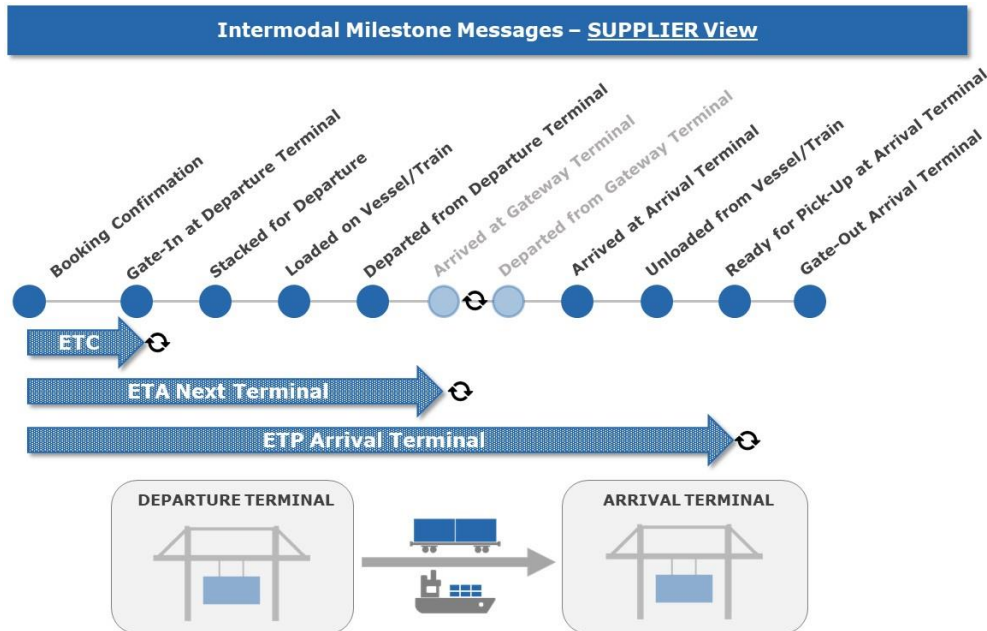 Intermodal Milestone Messages – SUPPLIER View
Booking Confirmation
Gate-In at Departure Terminal
Stacked for Departure
Loaded on Vessel/Train
Departed from Departure Terminal
Arrived at Gateway Terminal
Departed from Gateway Terminal
Arrived at Arrival Terminal
Unloaded from Vessel/Train
Ready for Pick-Up at Arrival Terminal
Gate-Out Arrival Terminal
ETC
ETA Next Terminal
ETP Arrival Terminal
DEPARTURE TERMINAL
ARRIVAL TERMINAL